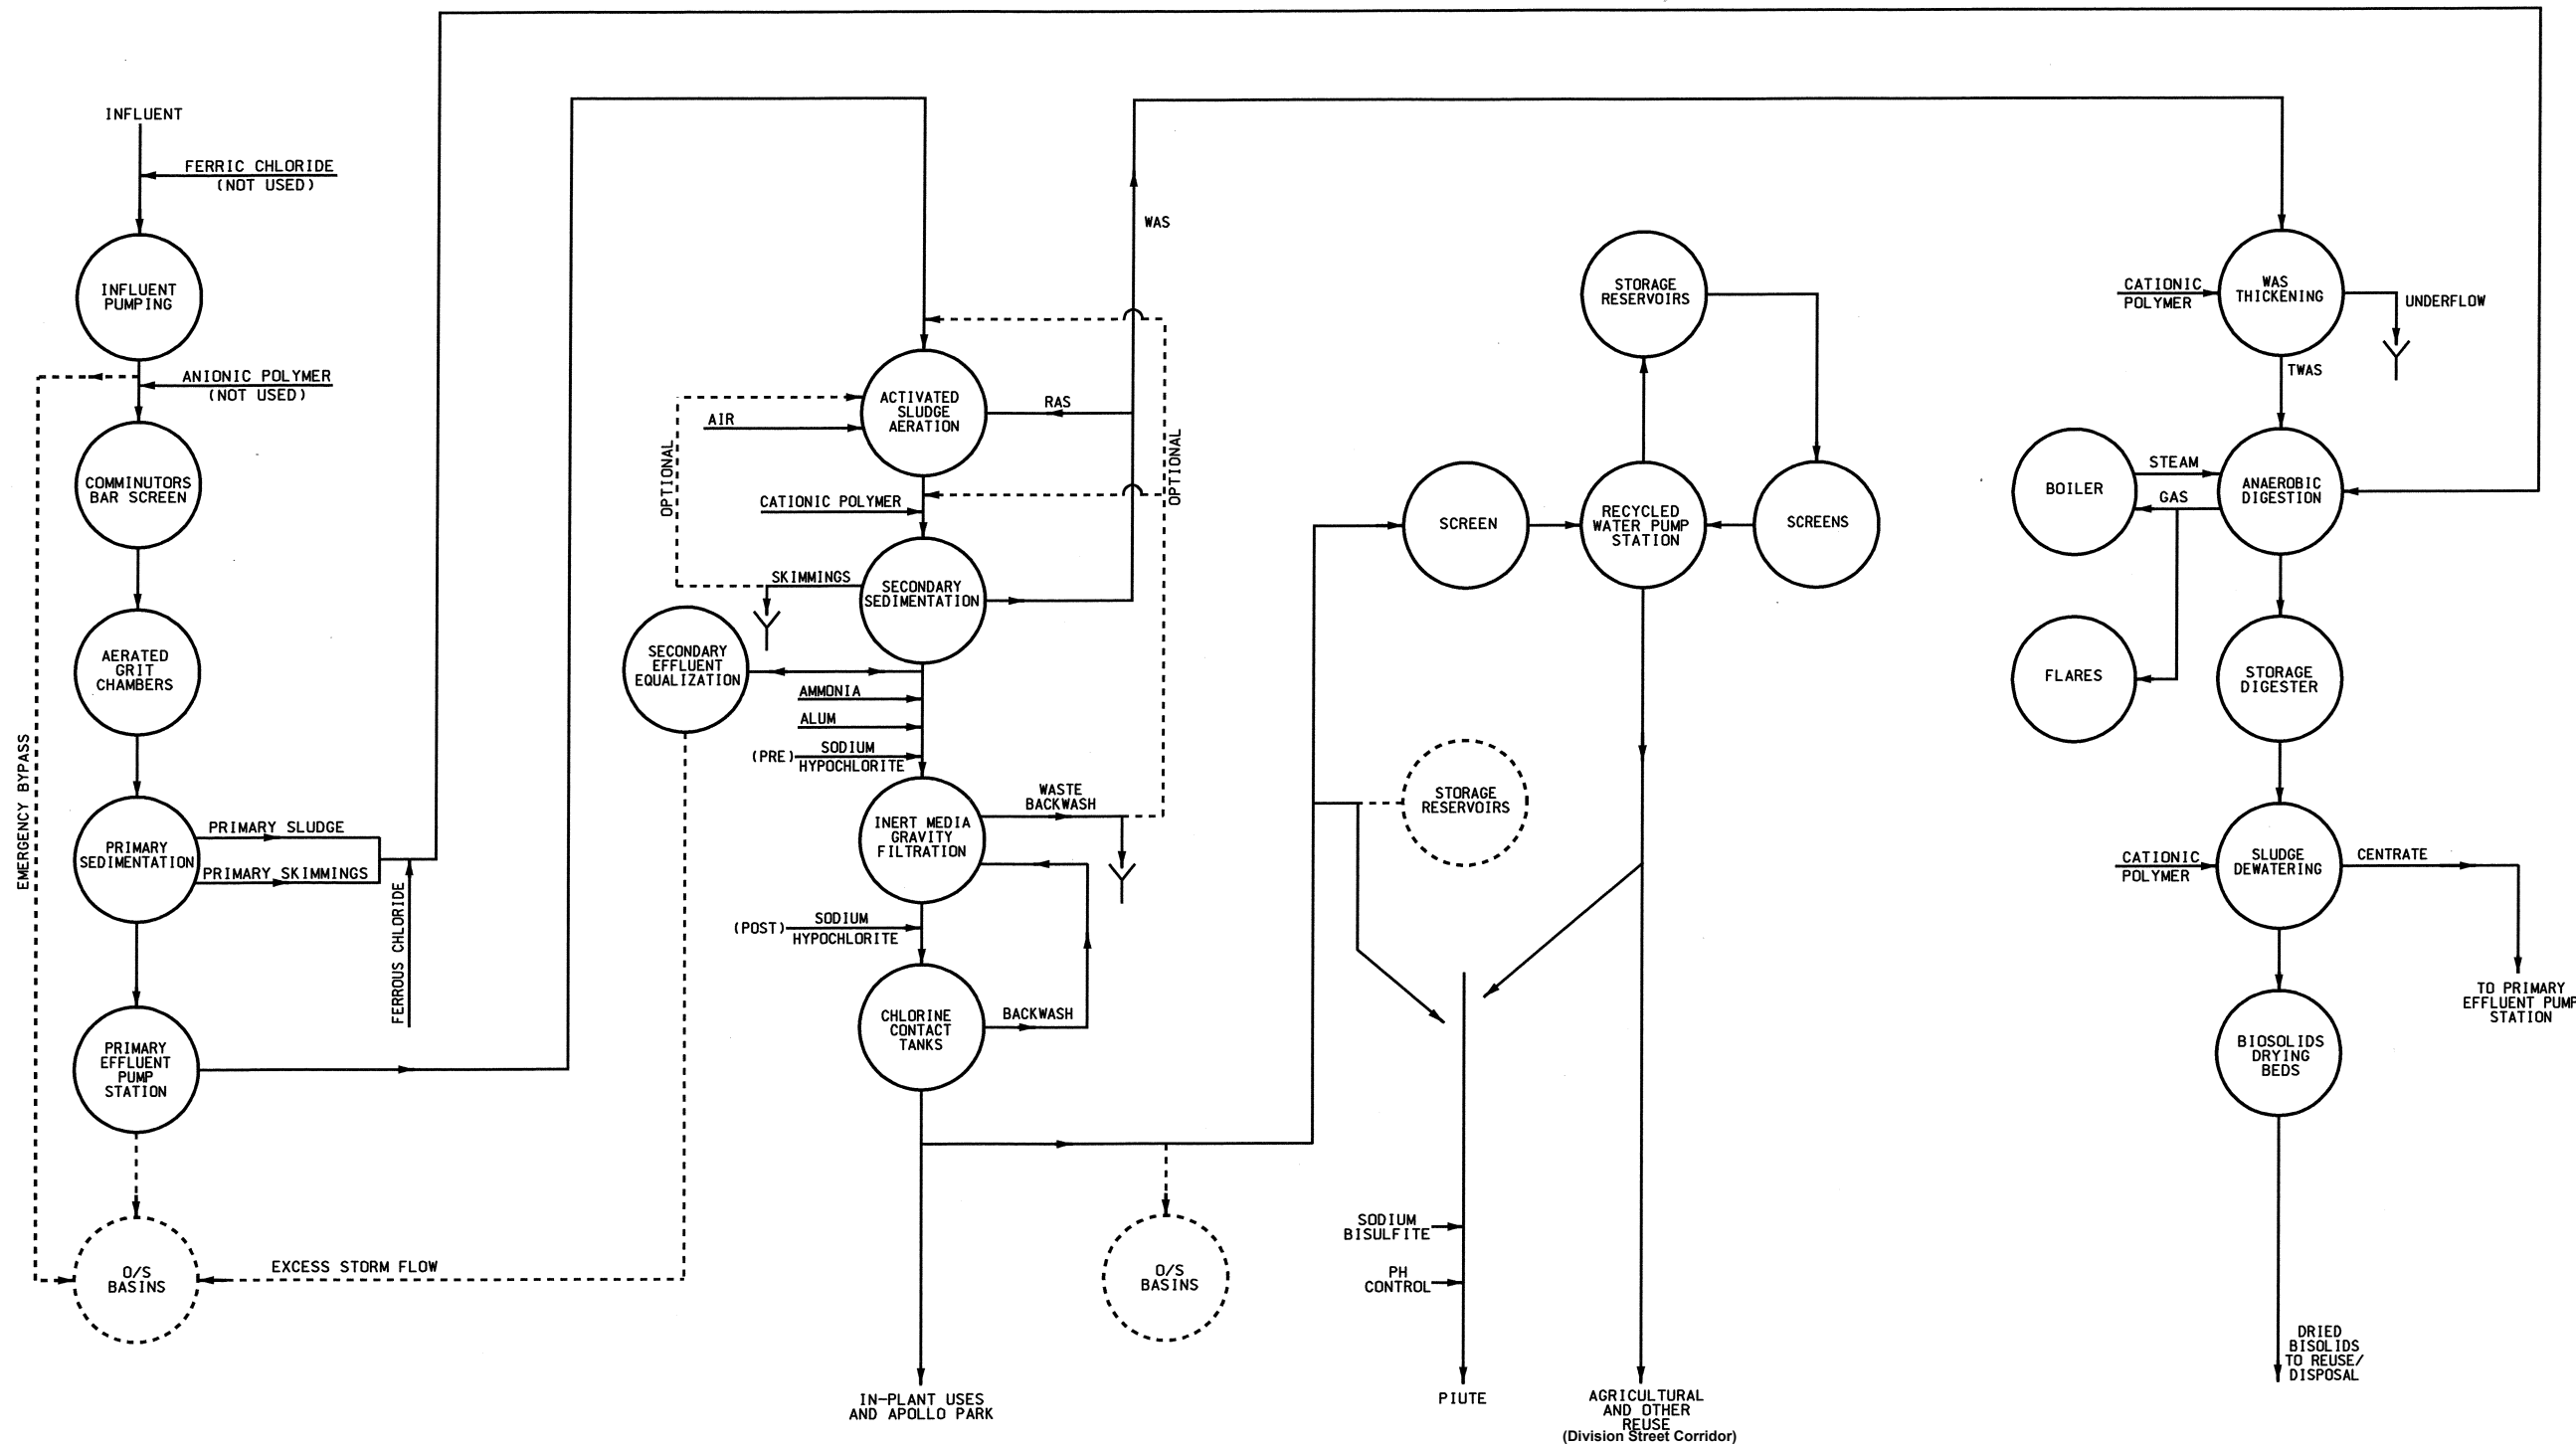 INFLUENT
FERRIC CHLORIDE
(NOT USED)
INFLUENT
PUMPING
ANIONIC POLYMER
(NOT USED)
COMMINUTORS
BAR SCREEN
AERATED
GRIT
CHAMBERS
EMERGENCY BYPASS
PRIMARY
SEDIMENTATION
PRIMARY SLUDGE
PRIMARY SKIMMINGS
FERROUS CHLORIDE
PRIMARY
EFFLUENT
PUMP
STATION
O/S
BASINS
EXCESS STORM FLOW
ACTIVATED
SLUDGE
AERATION
AIR
RAS
WAS
OPTIONAL
OPTIONAL
CATIONIC POLYMER
SKIMMINGS
SECONDARY
SEDIMENTATION
SECONDARY
EFFLUENT
EQUALIZATION
AMMONIA
ALUM
(PRE)
SODIUM
HYPOCHLORITE
INERT MEDIA
GRAVITY
FILTRATION
WASTE
BACKWASH
(POST)
SODIUM
HYPOCHLORITE
CHLORINE
CONTACT
TANKS
BACKWASH
O/S
BASINS
IN-PLANT USES
AND APOLLO PARK
STORAGE
RESERVOIRS
SCREEN
RECYCLED
WATER PUMP
STATION
SCREENS
STORAGE
RESERVOIRS
SODIUM
BISULFITE
PH
CONTROL
PIUTE
AGRICULTURAL
AND OTHER
REUSE
(Division Street Corridor)
CATIONIC
POLYMER
WAS
THICKENING
UNDERFLOW
TWAS
BOILER
STEAM
GAS
ANAEROBIC
DIGESTION
FLARES
STORAGE
DIGESTER
CATIONIC
POLYMER
SLUDGE
DEWATERING
CENTRATE
TO PRIMARY
EFFLUENT PUMP
STATION
BIOSOLIDS
DRYING
BEDS
DRIED
BISOLIDS
TO REUSE/
DISPOSAL